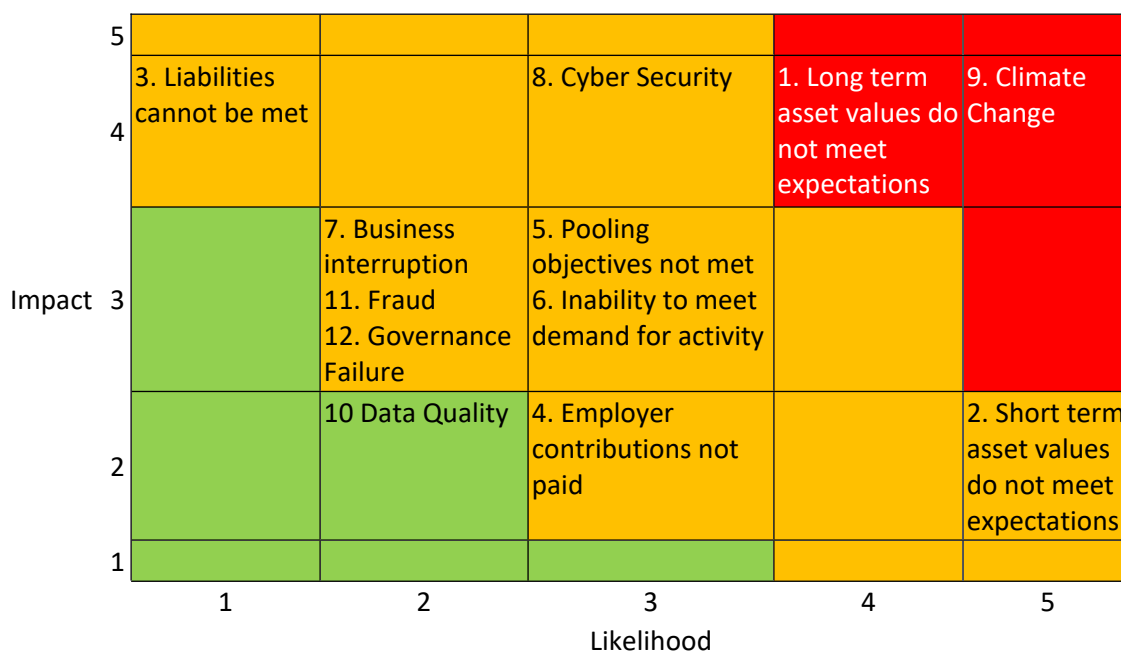 5
3. Liabilities
cannot be met
8. Cyber Security
1. Long term
asset values do
not meet
expectations
9. Climate
Change
4
7. Business
interruption
11. Fraud
12. Governance
Failure
5. Pooling
objectives not met
6. Inability to meet
demand for activity
Impact 3
10 Data Quality
4. Employer
contributions not
paid
2. Short term
asset values
do not meet
expectations
2
1
1 2 3 4 5
Likelihood